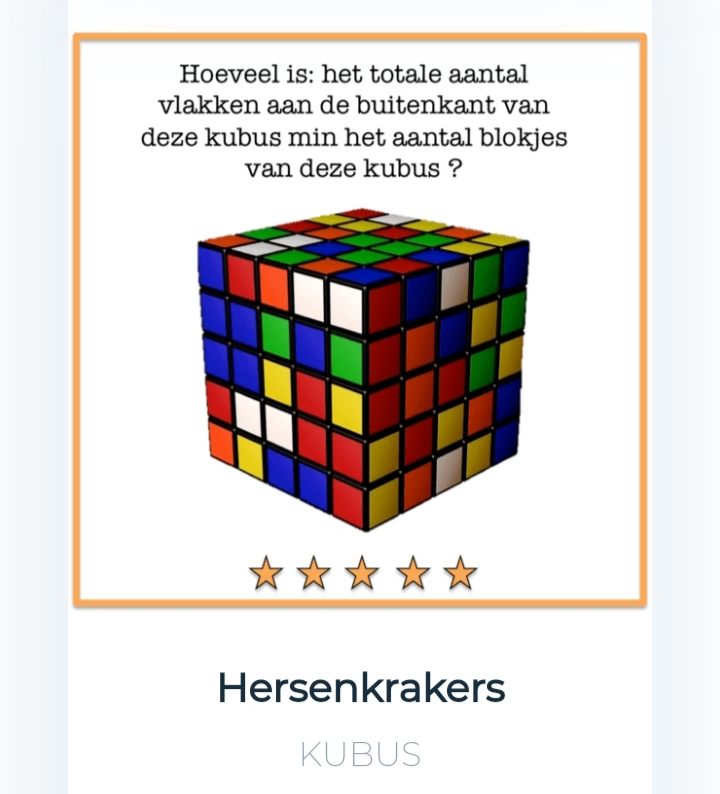 Hoeveel is: het totale aantal
vlakken aan de buitenkant van
deze kubus min het aantal blokjes
van deze kubus ?
Hersenkrakers
KUBUS